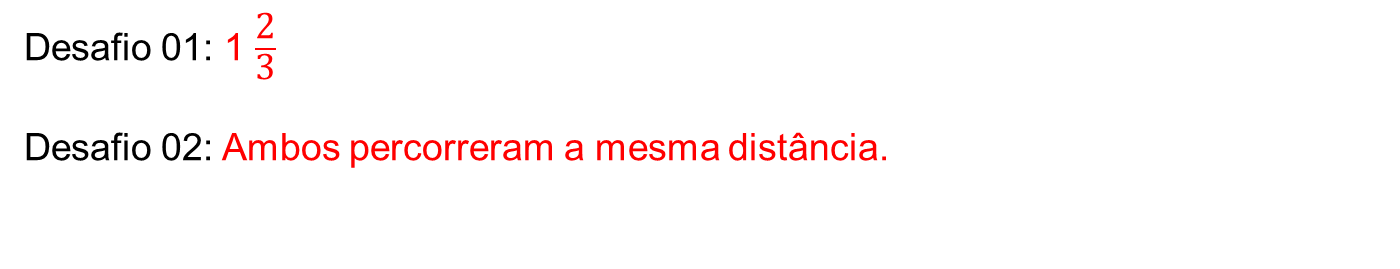 Desafio 01: 1 2/3
Desafio 02: Ambos percorreram a mesma distância.